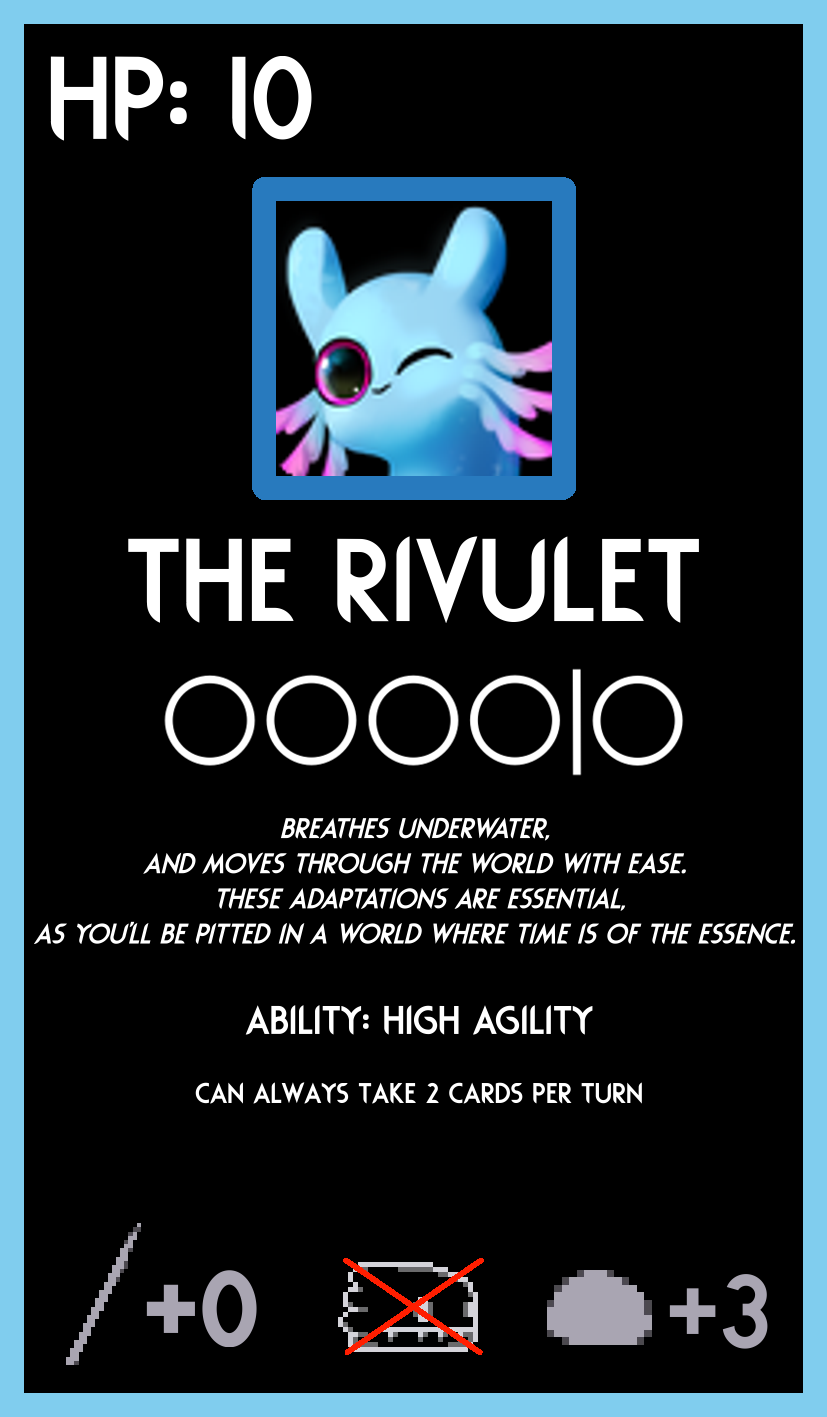 HP: 10
THE RIVULET
BREATHES UNDERWATER,
AND MOVES THROUGH THE WORLD WITH EASE.
THESE ADAPTATIONS ARE ESSENTIAL,
AS YOU'LL BE PITTED IN A WORLD WHERE TIME IS OF THE ESSENCE.
ABILITY: HIGH AGILITY
CAN ALWAYS TAKE 2 CARDS PER TURN
+0 +3